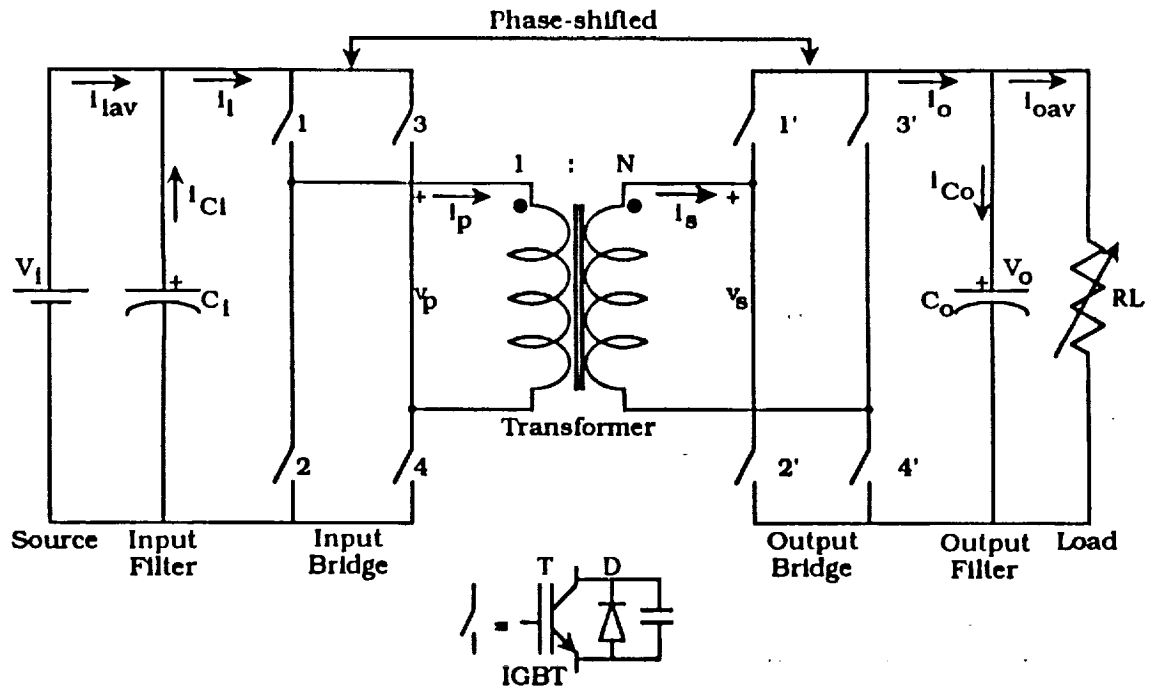 Phase-shifted
i_iav
i_i
1
3
1'
3'
i_o
i_oav
1 : N
i_Ci
+
i_p
i_s
+
i_Co
V_i
+
C_i
v_p
v_s
+
V_o
C_o
RL
Transformer
2
4
2'
4'
Source
Input
Filter
Input
Bridge
Output
Bridge
Output
Filter
Load
T D
=
IGBT